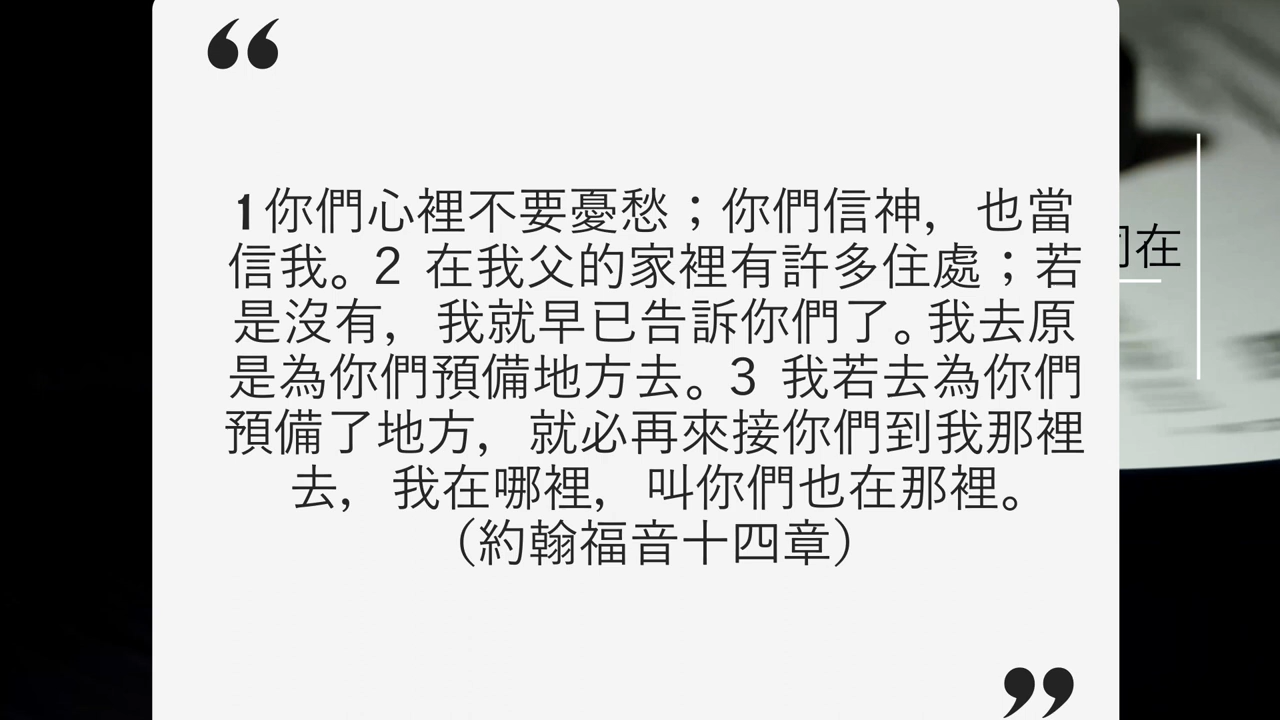 1你們心裡不要憂愁；你們信神，也當
信我。2 在我父的家裡有許多住處；若
是沒有，我就早已告訴你們了。我去原
是為你們預備地方去。3 我若去為你們
預備了地方，就必再來接你們到我那裡
去，我在哪裡，叫你們也在那裡。
（約翰福音十四章）
在